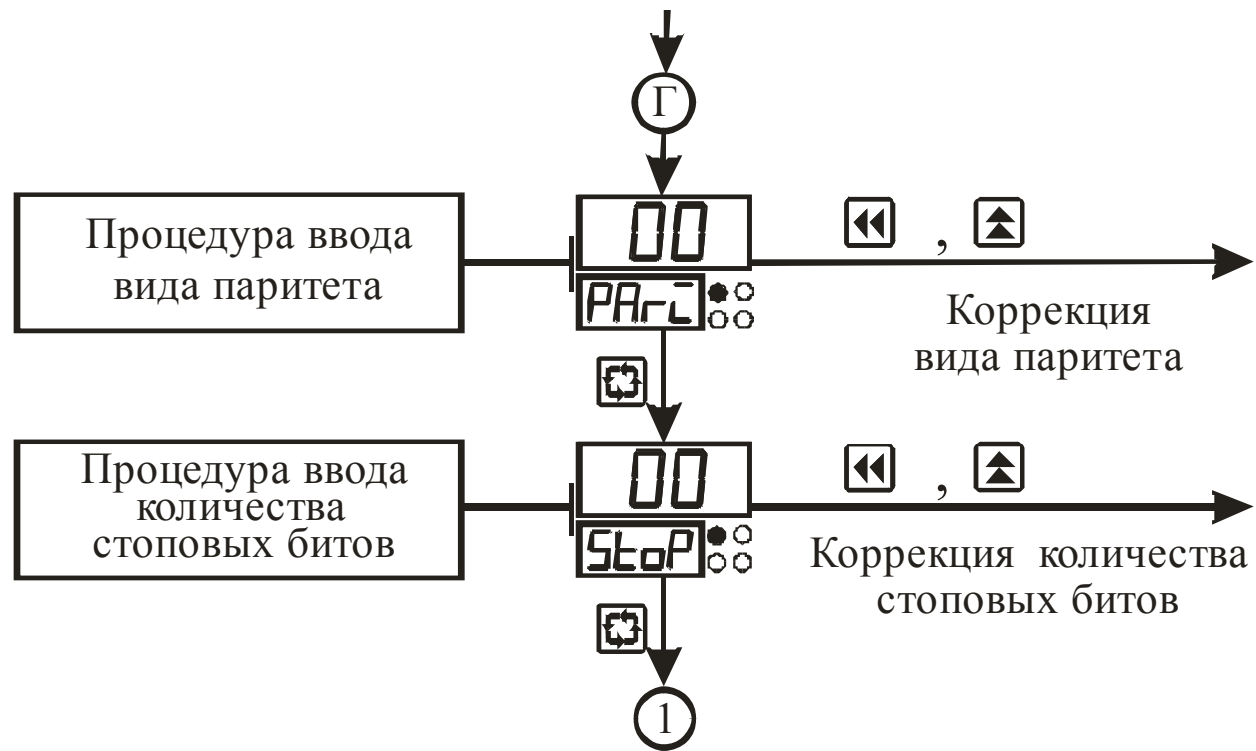 Г
Процедура ввода
вида паритета
00
PAri
,
Коррекция
вида паритета
Процедура ввода
количества
стоповых битов
00
StoP
,
Коррекция количества
стоповых битов
1